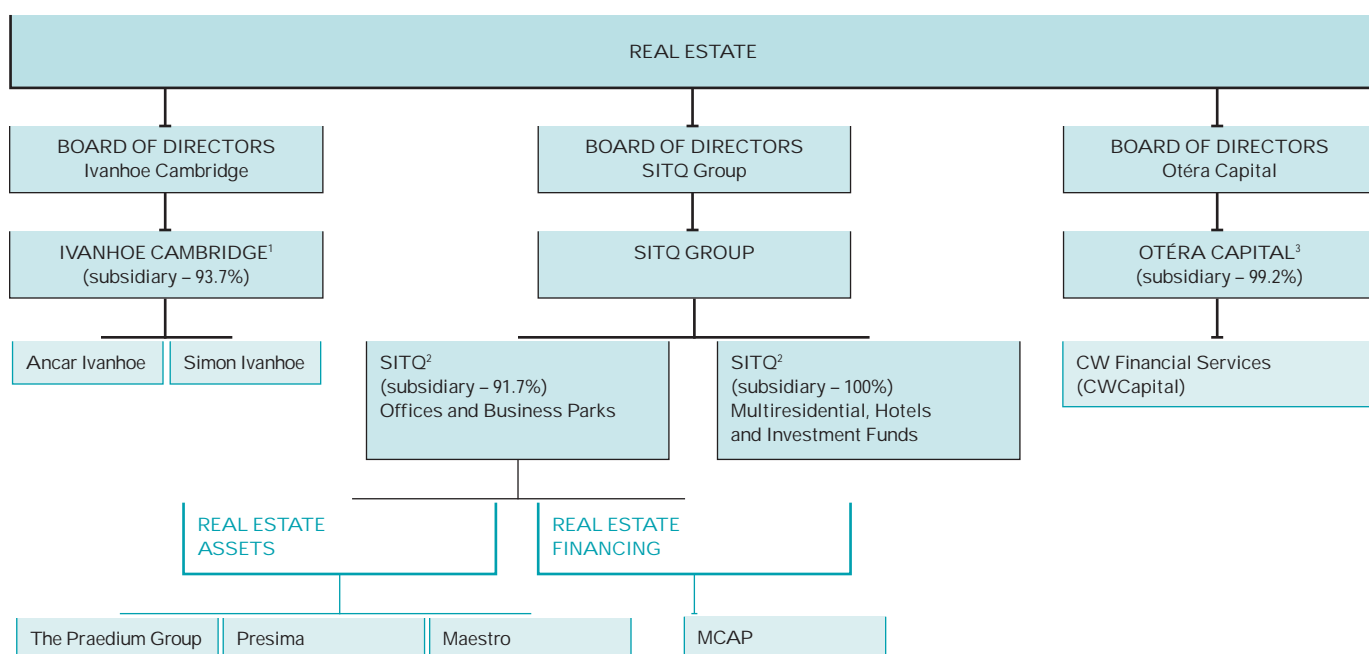 REAL ESTATE
BOARD OF DIRECTORS
Ivanhoe Cambridge
BOARD OF DIRECTORS
SITQ Group
BOARD OF DIRECTORS
Otéra Capital
IVANHOE CAMBRIDGE¹
(subsidiary – 93.7%)
SITQ GROUP
OTÉRA CAPITAL³
(subsidiary – 99.2%)
Ancar Ivanhoe
Simon Ivanhoe
SITQ²
(subsidiary – 91.7%)
Offices and Business Parks
SITQ²
(subsidiary – 100%)
Multiresidential, Hotels
and Investment Funds
CW Financial Services
(CWCapital)
REAL ESTATE
ASSETS
REAL ESTATE
FINANCING
The Praedium Group
Presima
Maestro
MCAP